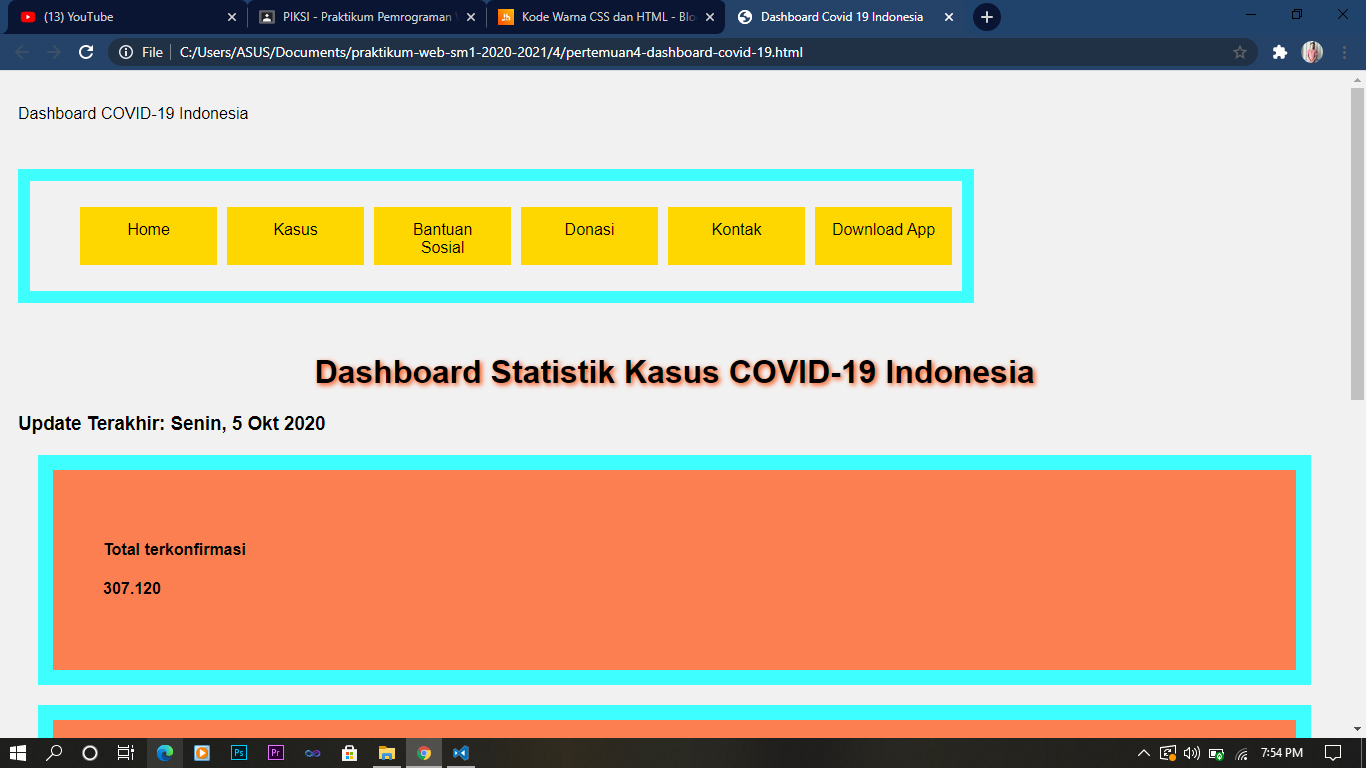 (13) YouTube
PIKSI - Praktikum Pemrograman
Kode Warna CSS dan HTML - Blo
Dashboard Covid 19 Indonesia
File
C:/Users/ASUS/Documents/praktikum-web-sm1-2020-2021/4/pertemuan4-dashboard-covid-19.html
Dashboard COVID-19 Indonesia
Home
Kasus
Bantuan
Sosial
Donasi
Kontak
Download App
Dashboard Statistik Kasus COVID-19 Indonesia
Update Terakhir: Senin, 5 Okt 2020
Total terkonfirmasi
307.120
Ps
Pr
7:54 PM